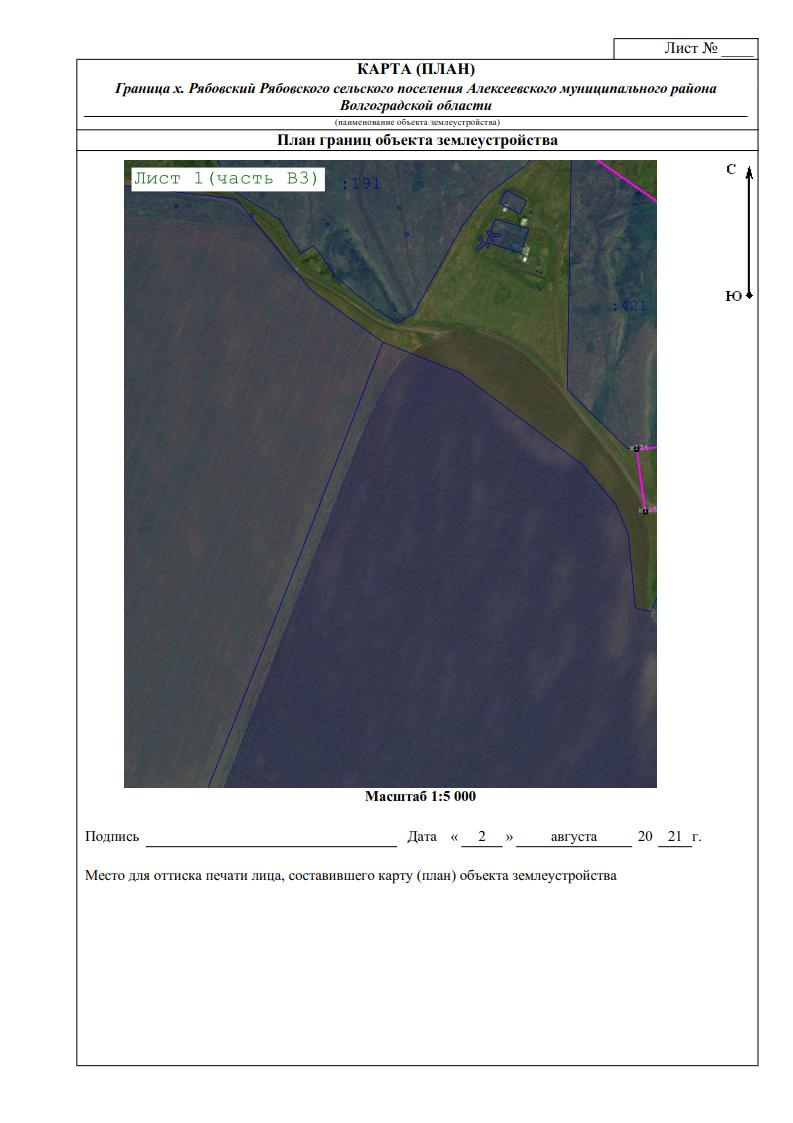 Лист № ____
КАРТА (ПЛАН)
Граница х. Рябовский Рябовского сельского поселения Алексеевского муниципального района
Волгоградской области
(наименование объекта землеустройства)
План границ объекта землеустройства
Лист 1(часть В3)
:191
С
Ю
:421
Масштаб 1:5 000
Подпись Дата « 2 » августа 20 21 г.
Место для оттиска печати лица, составившего карту (план) объекта землеустройства